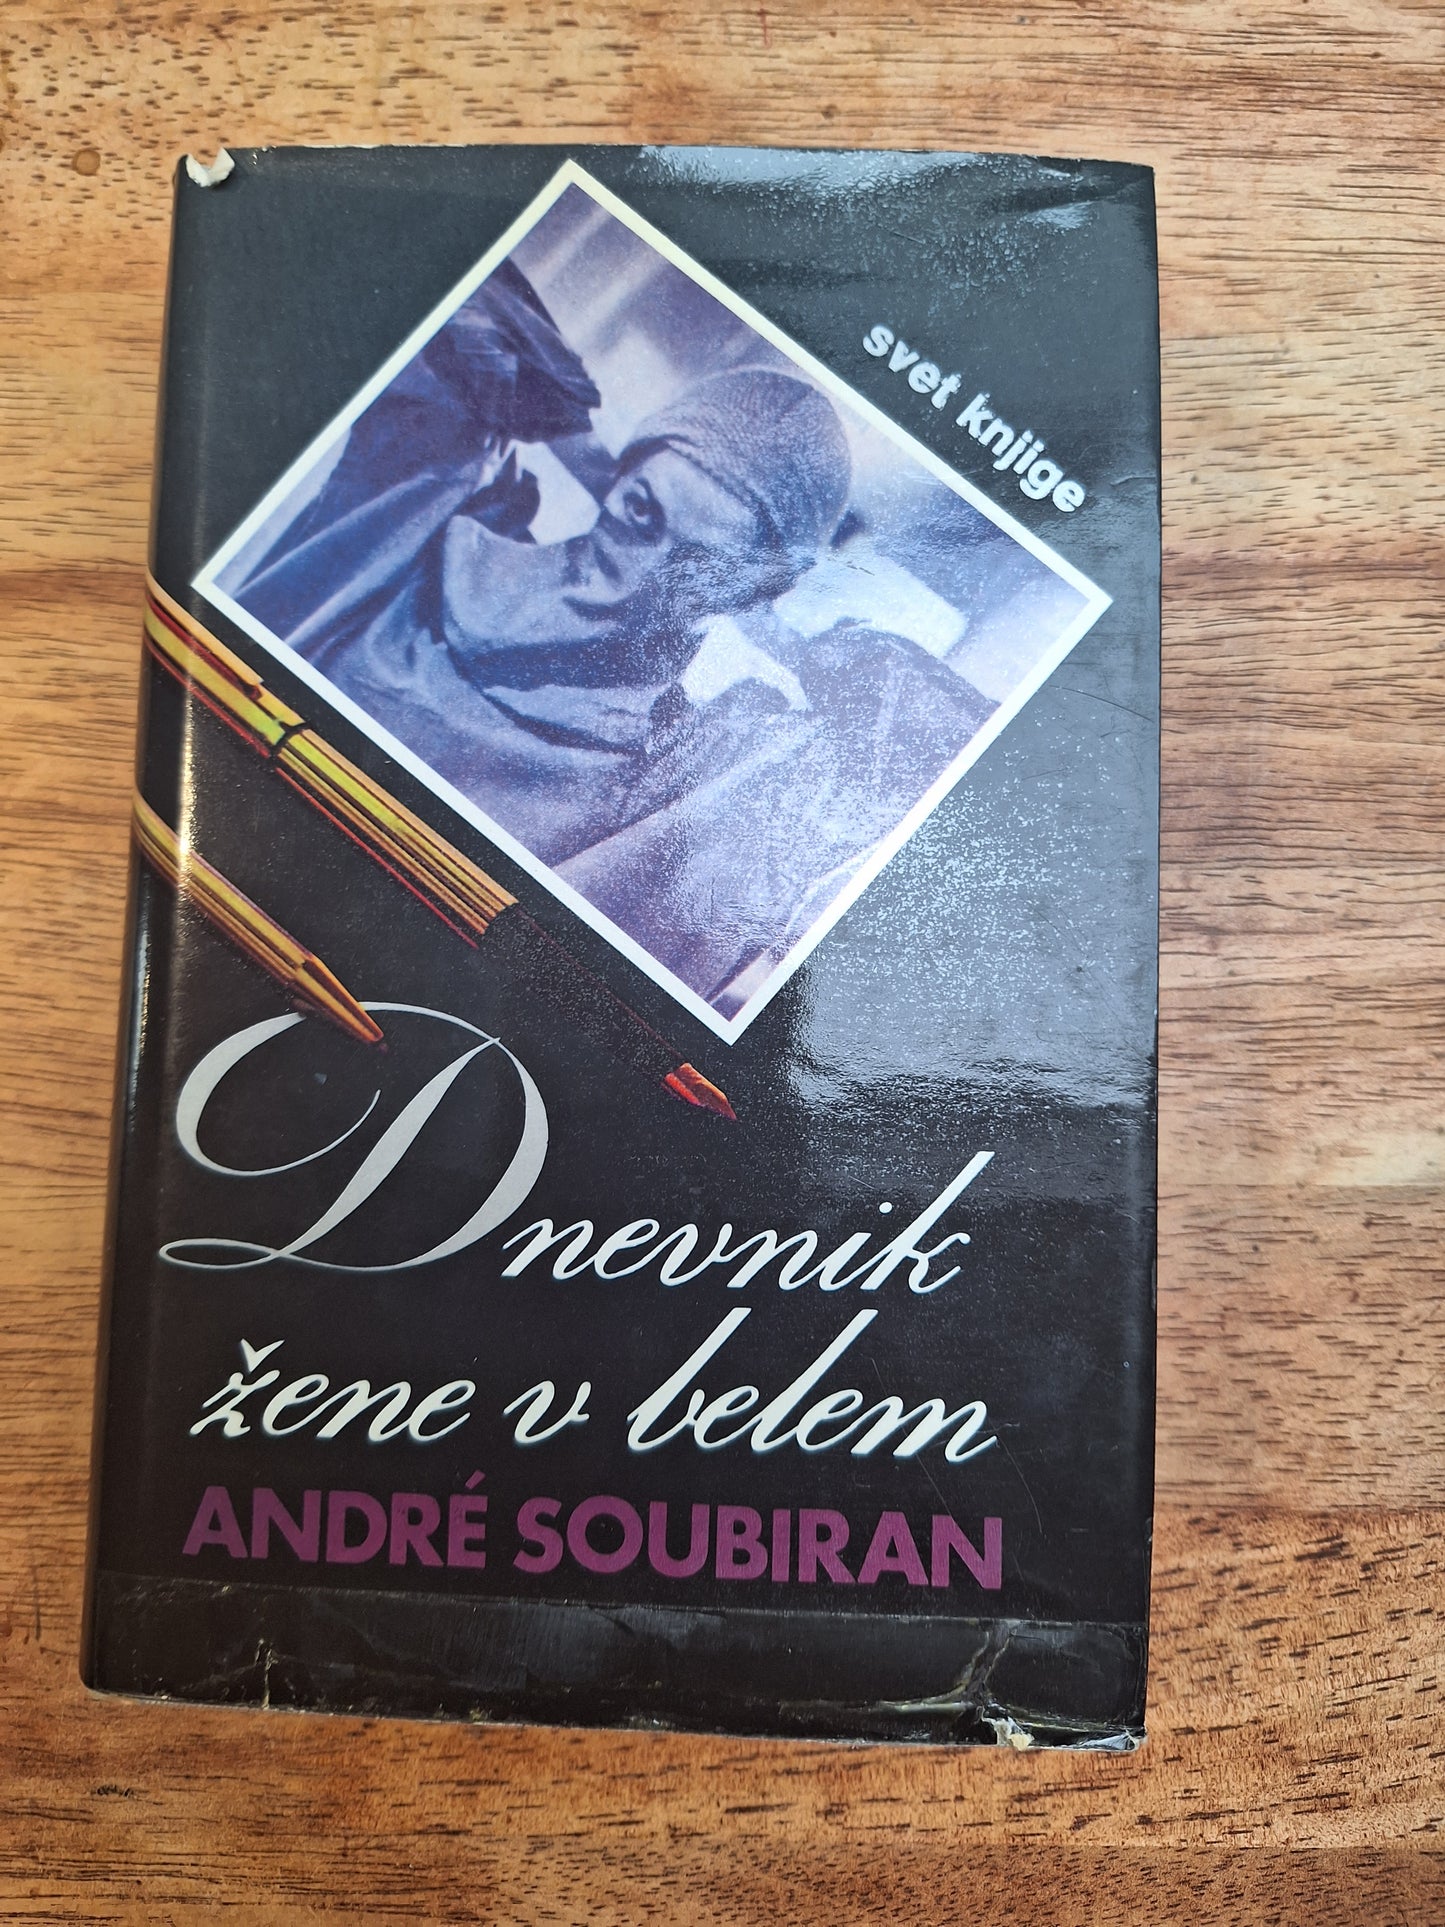 svet knjige
Dnevnik
žene v belem
ANDRÉ SOUBIRAN